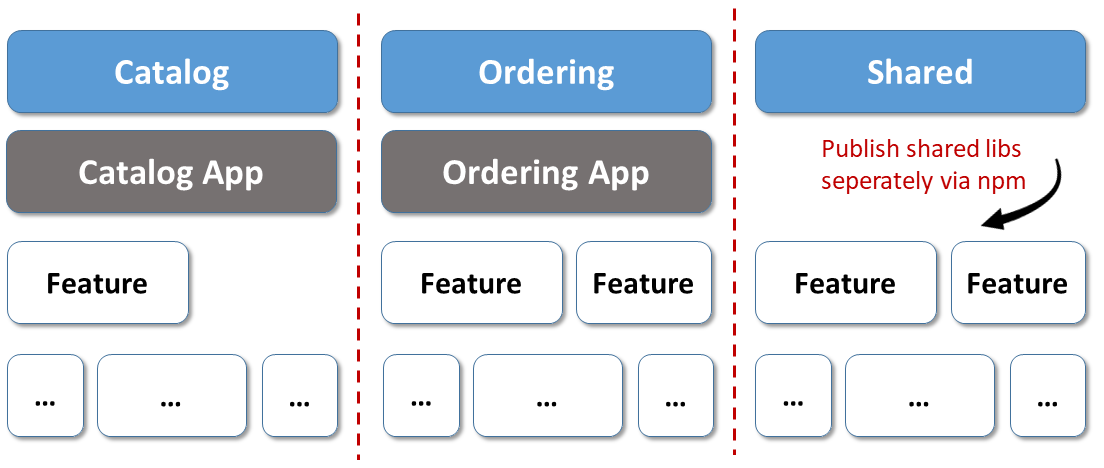 Catalog
Ordering
Shared
Catalog App
Ordering App
Publish shared libs
seperately via npm
Feature
Feature
Feature
Feature
Feature
...
...
...
...
...
...
...
...
...